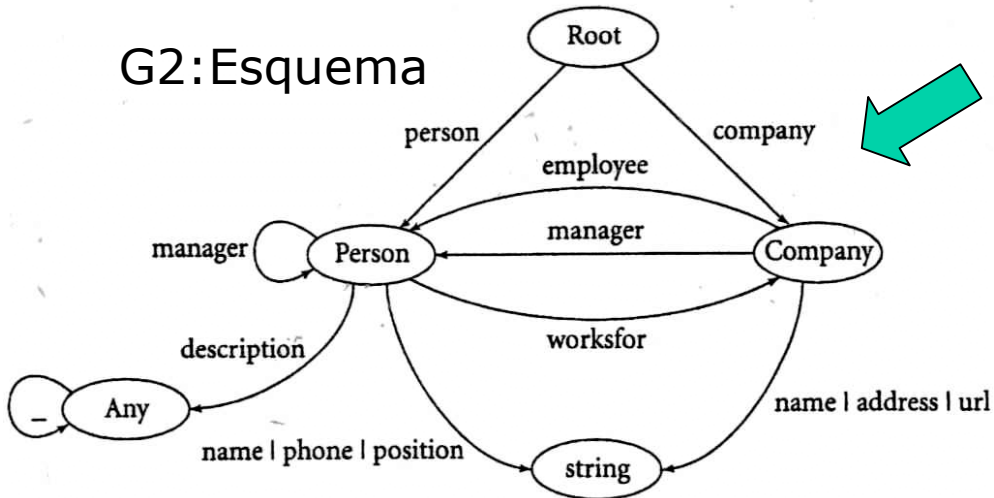 G2:Esquema
Root
person
company
employee
manager
manager
Person
Company
worksfor
description
_
Any
name | address | url
name | phone | position
string